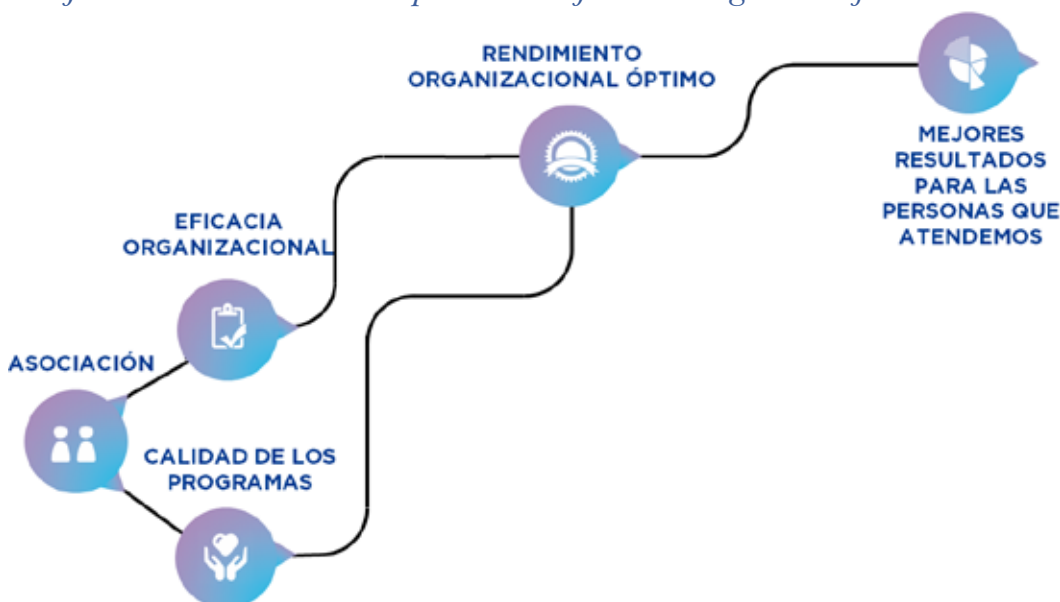 RENDIMIENTO
ORGANIZACIONAL ÓPTIMO
MEJORES
RESULTADOS
PARA LAS
PERSONAS QUE
ATENDEMOS
EFICACIA
ORGANIZACIONAL
ASOCIACIÓN
CALIDAD DE LOS
PROGRAMAS